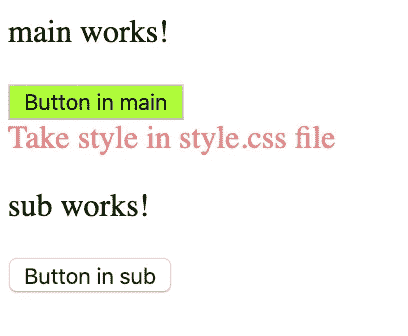 main works!
Button in main
Take style in style.css file
sub works!
Button in sub